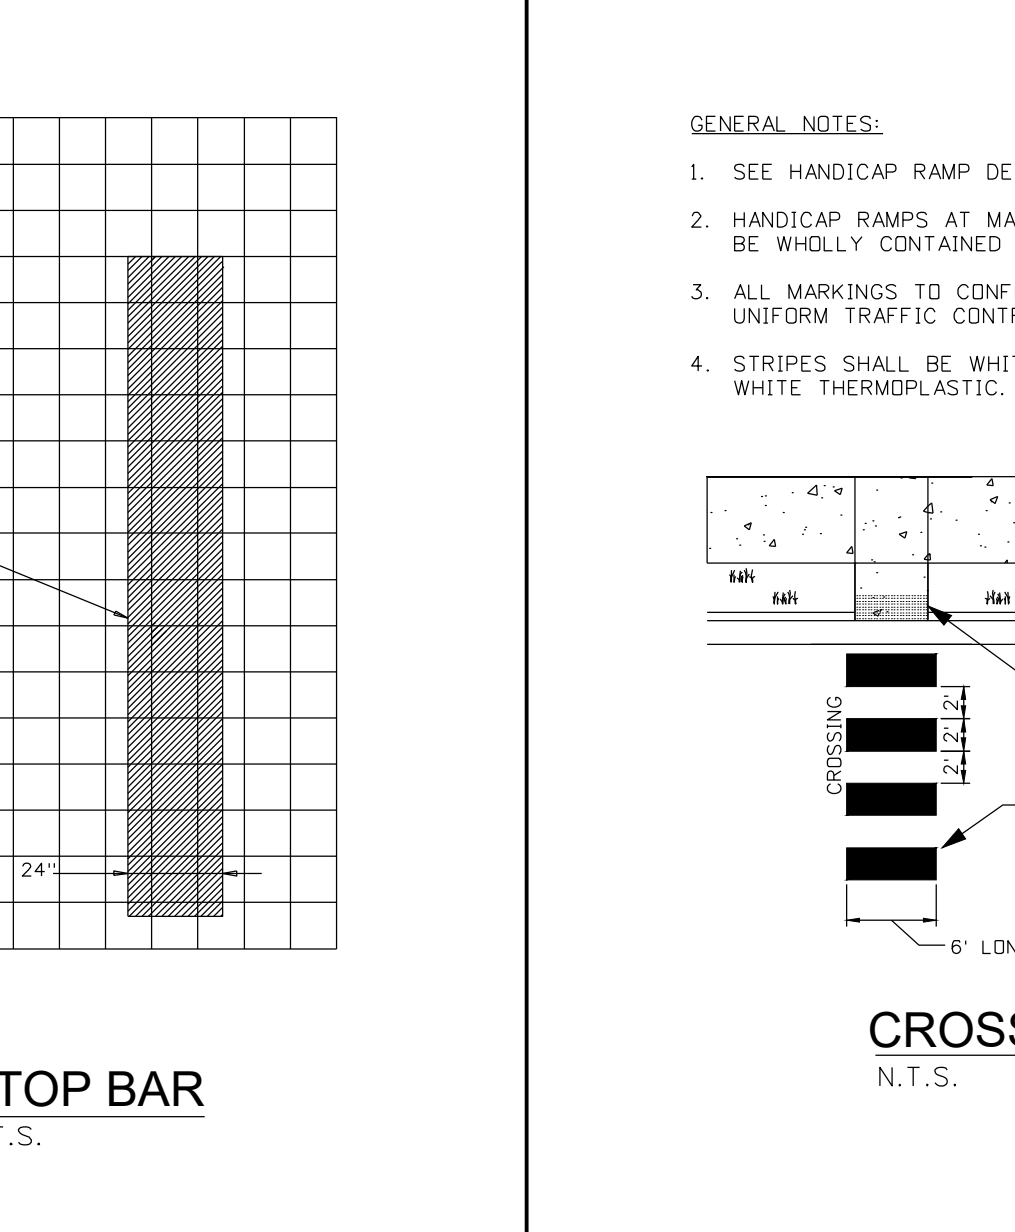 24"
TOP BAR
T.S.
GENERAL NOTES:
1. SEE HANDICAP RAMP DE
2. HANDICAP RAMPS AT MA
BE WHOLLY CONTAINED
3. ALL MARKINGS TO CONF
UNIFORM TRAFFIC CONT
4. STRIPES SHALL BE WHIT
WHITE THERMOPLASTIC.
CROSSING
2'
2'
2'
6' LON
CROSS
N.T.S.